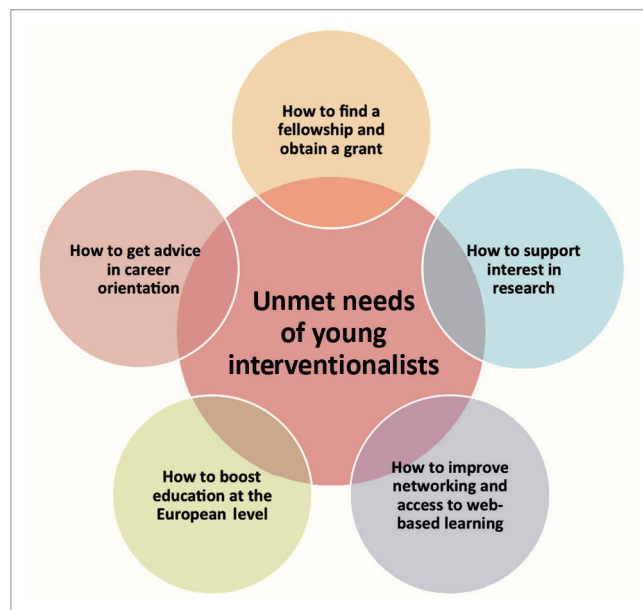 How to find a
fellowship and
obtain a grant
How to get advice
in career
orientation
How to support
interest in
research
Unmet needs
of young
interventionalists
How to boost
education at the
European level
How to improve
networking and
access to web-
based learning